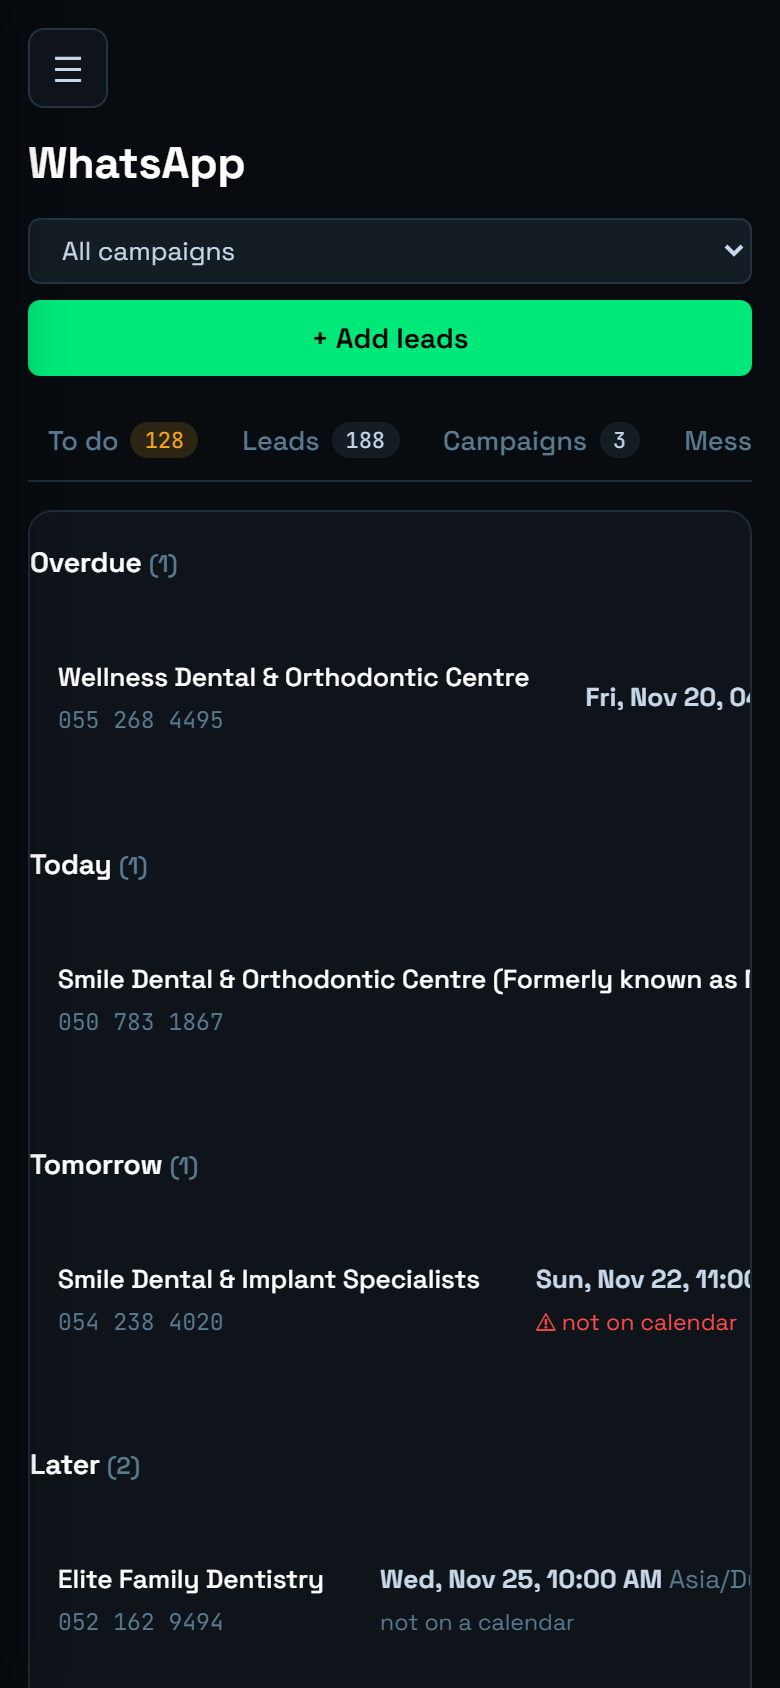 ☰
WhatsApp
All campaigns
+ Add leads
To do 128 Leads 188 Campaigns 3 Mess
Overdue (1)
Wellness Dental & Orthodontic Centre
Fri, Nov 20, 04
055 268 4495
Today (1)
Smile Dental & Orthodontic Centre (Formerly known as
050 783 1867
Tomorrow (1)
Smile Dental & Implant Specialists Sun, Nov 22, 11:00
054 238 4020 ⚠ not on calendar
Later (2)
Elite Family Dentistry Wed, Nov 25, 10:00 AM Asia/D
052 162 9494 not on a calendar